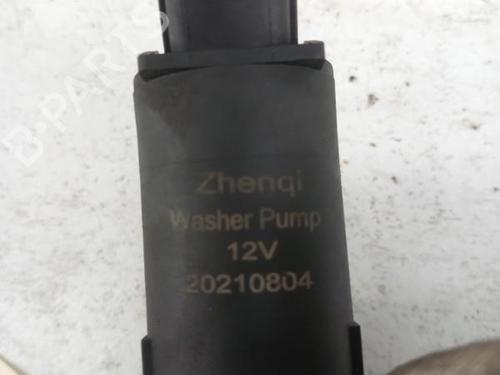 Zhenqi
Washer Pump
12V
20210804
B-PARTS